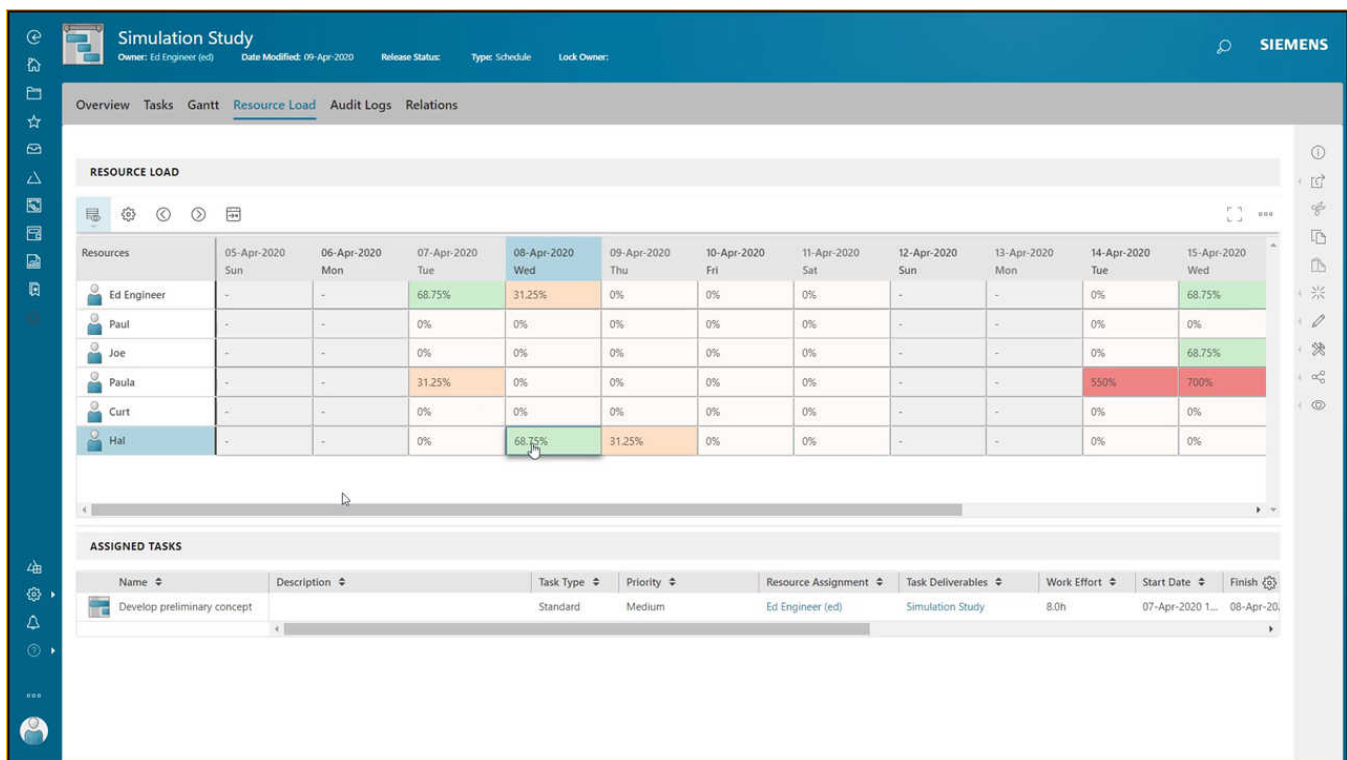 Simulation Study
Owner: Ed Engineer (ed) Date Modified: 09-Apr-2020 Release Status: Type: Schedule Lock Owner:
SIEMENS
Overview Tasks Gantt Resource Load Audit Logs Relations
RESOURCE LOAD
Resources 05-Apr-2020 06-Apr-2020 07-Apr-2020 08-Apr-2020 09-Apr-2020 10-Apr-2020 11-Apr-2020 12-Apr-2020 13-Apr-2020 14-Apr-2020 15-Apr-2020
Sun Mon Tue Wed Thu Fri Sat Sun Mon Tue Wed
Ed Engineer - - 68.75% 31.25% 0% 0% 0% - - 0% 68.75%
Paul - - 0% 0% 0% 0% 0% - - 0% 0%
Joe - - 0% 0% 0% 0% 0% - - 0% 68.75%
Paula - - 31.25% 0% 0% 0% 0% - - 550% 700%
Curt - - 0% 0% 0% 0% 0% - - 0% 0%
Hal - - 0% 68.75% 31.25% 0% 0% - - 0% 0%
ASSIGNED TASKS
Name Description Task Type Priority Resource Assignment Task Deliverables Work Effort Start Date Finish
Develop preliminary concept Standard Medium Ed Engineer (ed) Simulation Study 8.0h 07-Apr-2020 1... 08-Apr-20.